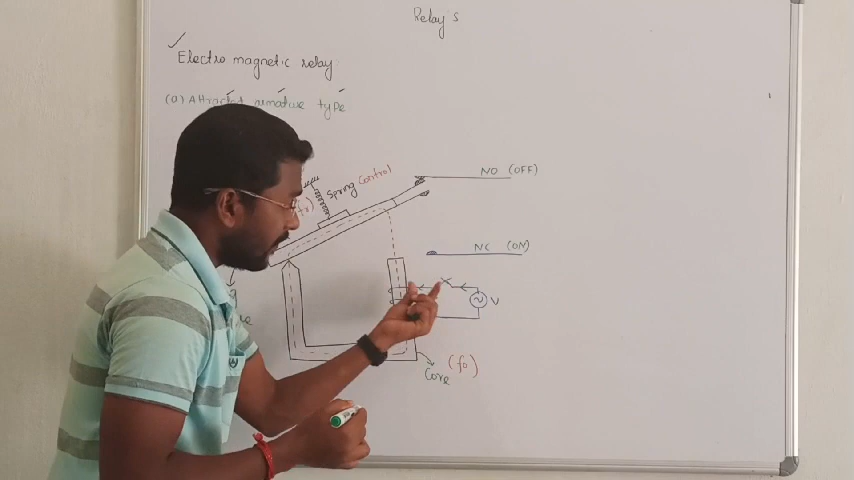 Relay's
Electro magnetic relay:
(a) Attracted armature type
Spring control
NO (OFF)
NC (ON)
V
Core (fo)